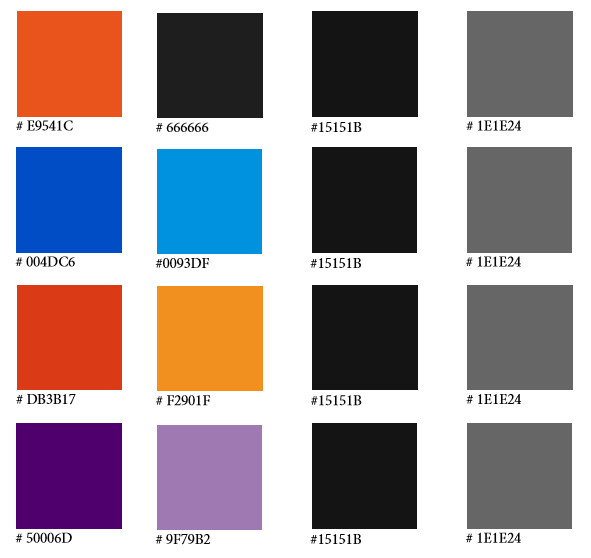 # E9541C
# 666666
#15151B
# 1E1E24
# 004DC6
#0093DF
#15151B
# 1E1E24
# DB3B17
# F2901F
#15151B
# 1E1E24
# 50006D
# 9F79B2
#15151B
# 1E1E24